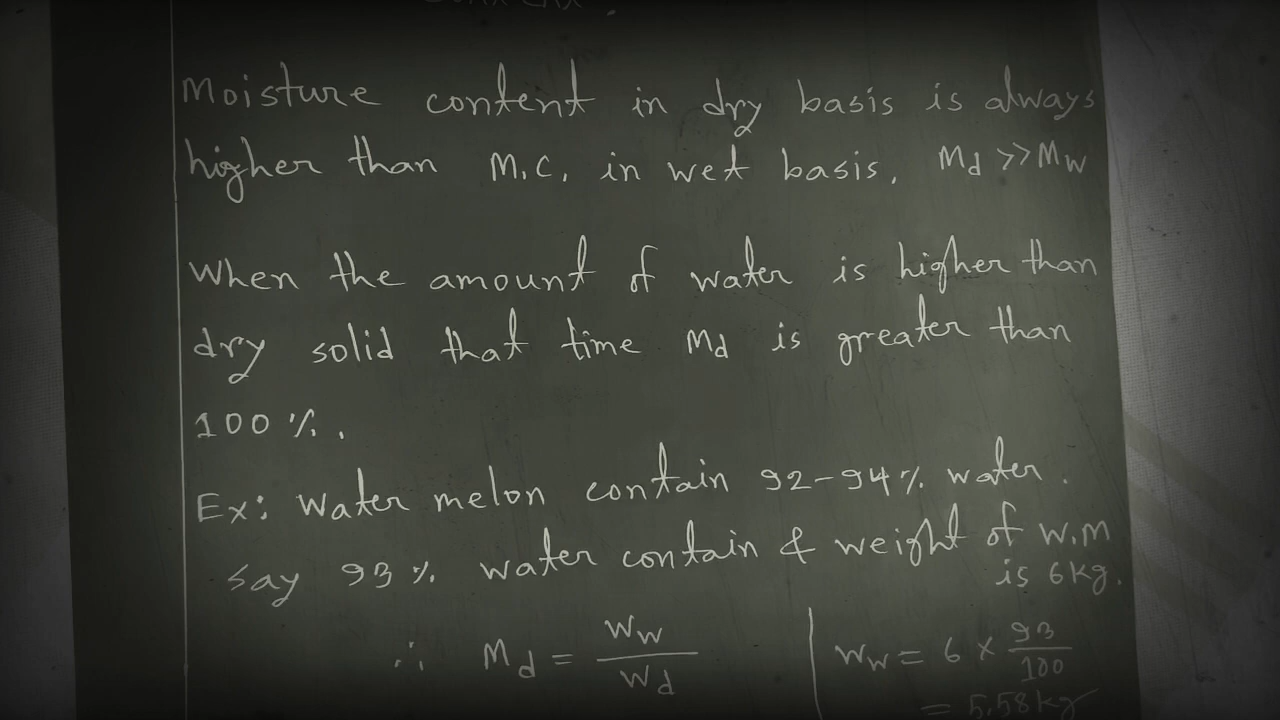 Moisture content in dry basis is always
higher than M.C. in wet basis. Md >> Mw
When the amount of water is higher than
dry solid that time Md is greater than
100 %.
Ex: Water melon contain 92-94% water.
say 93 % water contain & weight of W.M
is 6kg.
∴ Md = Ww / Wd
Ww = 6 × 93 / 100
= 5.58kg